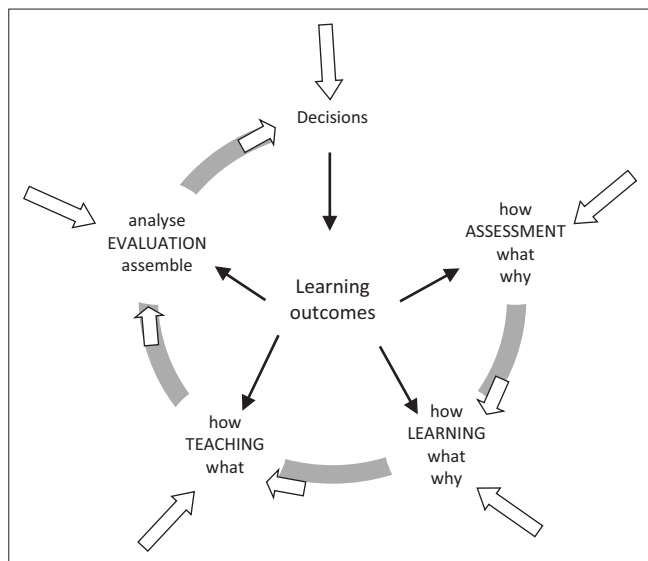 Decisions
how
ASSESSMENT
what
why
analyse
EVALUATION
assemble
Learning
outcomes
how
LEARNING
what
why
how
TEACHING
what